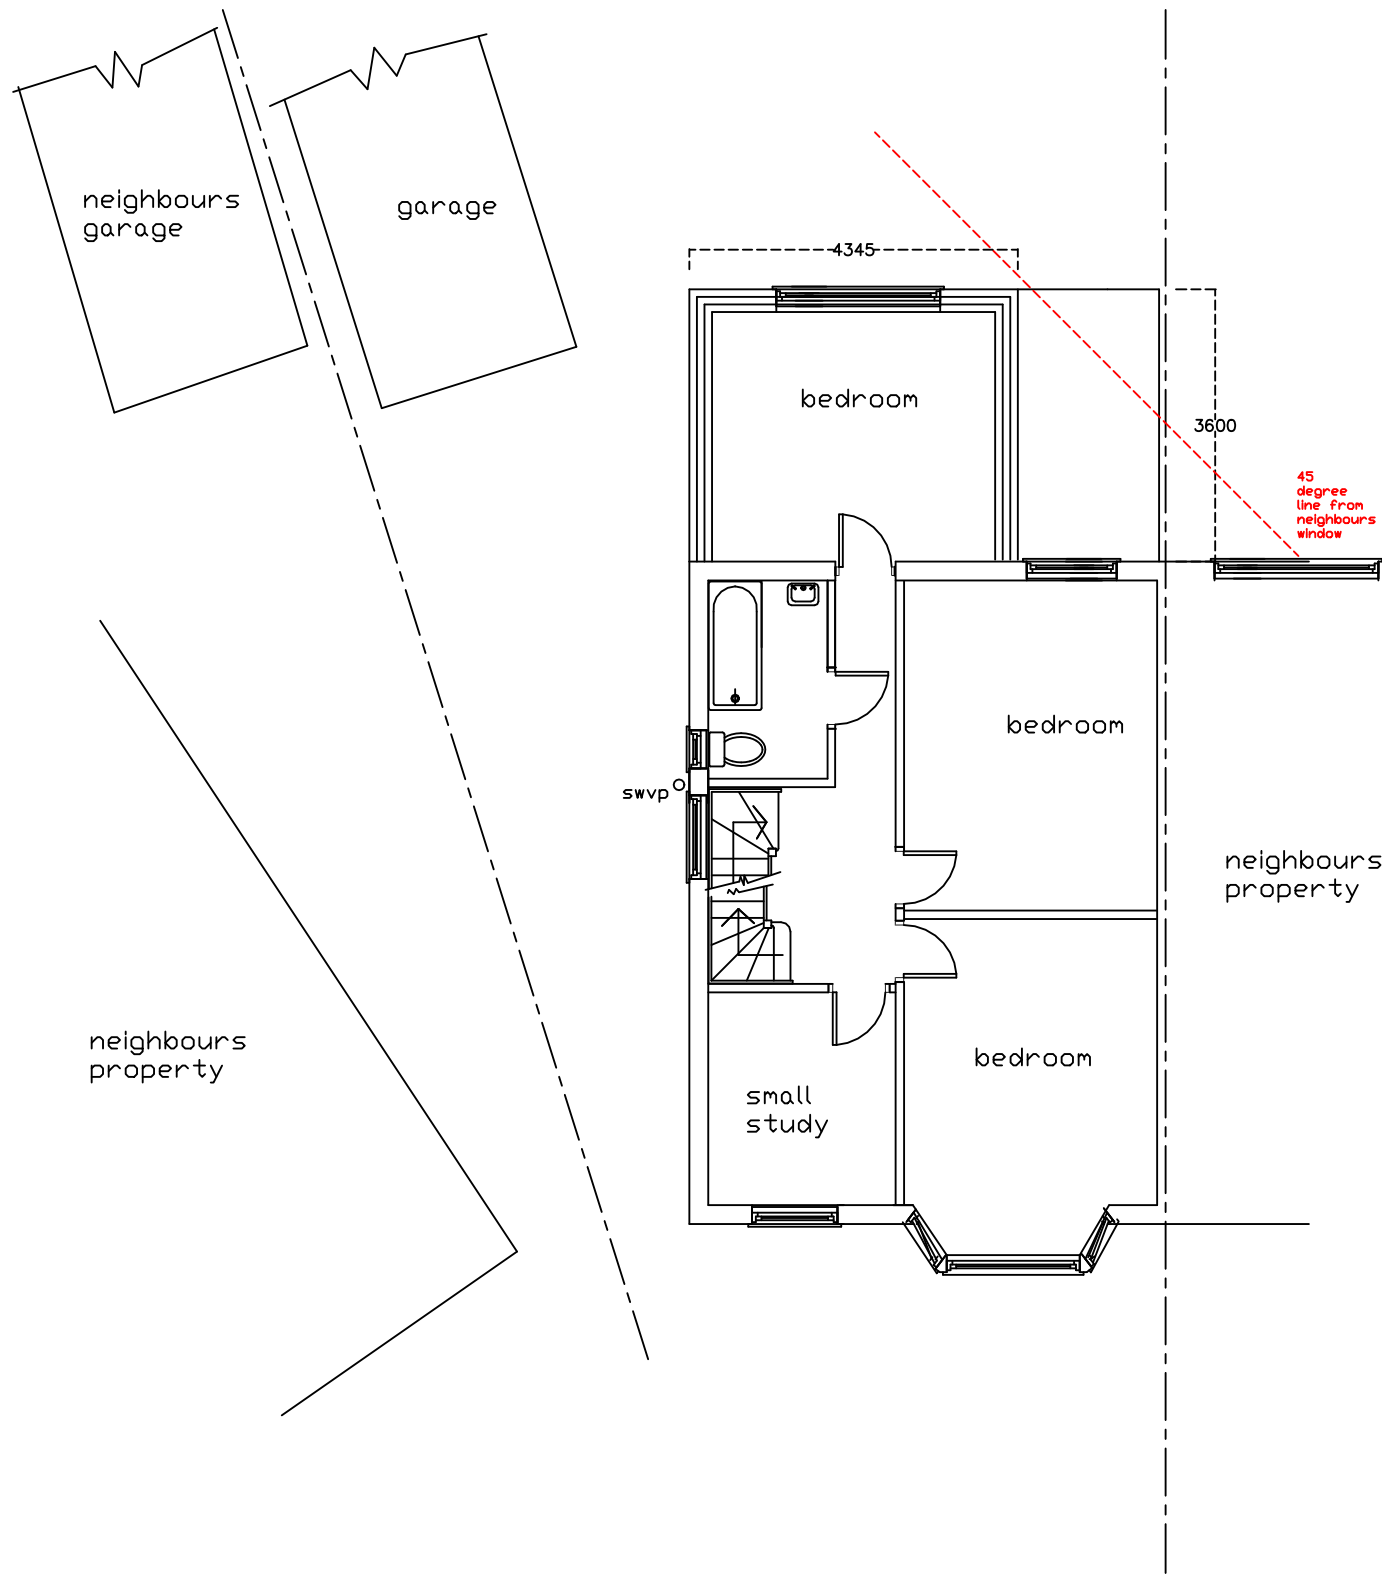 neighbours
garage
garage
4345
bedroom
3600
45
degree
line from
neighbours
window
bedroom
swvp
neighbours
property
neighbours
property
bedroom
small
study